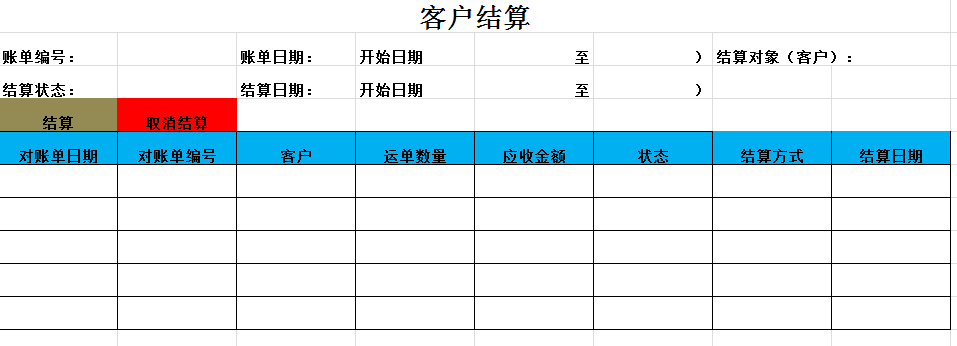 客户结算
账单编号： 账单日期： 开始日期 至 ） 结算对象（客户）：
结算状态： 结算日期： 开始日期 至 ）
结算 取消结算
对账单日期 对账单编号 客户 运单数量 应收金额 状态 结算方式 结算日期